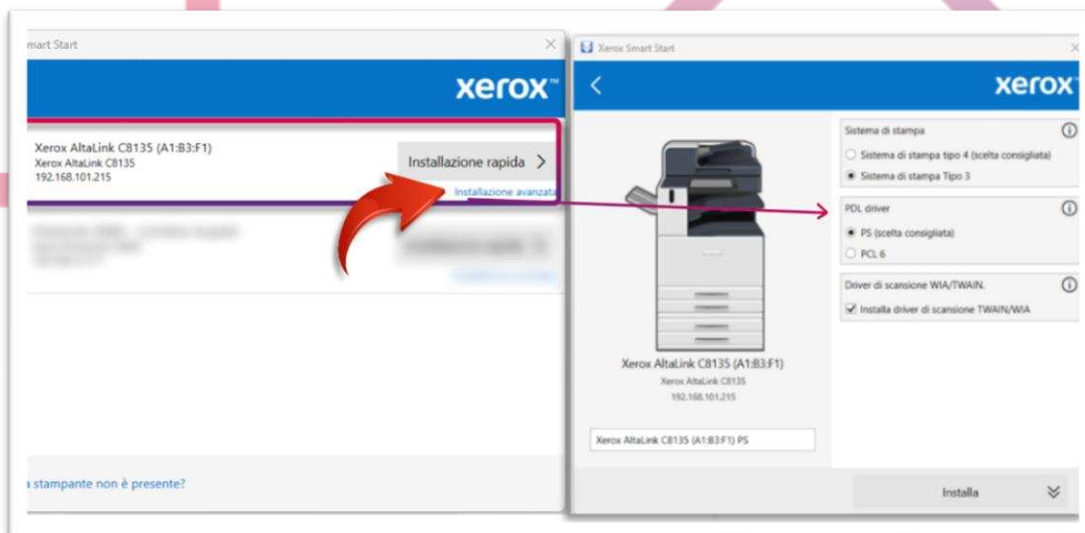 mart Start
xerox™
Xerox AltaLink C8135 (A1:B3:F1)
Xerox AltaLink C8135
192.168.101.215
Installazione rapida
Installazione avanzata
a stampante non è presente?
Xerox Smart Start
xerox
Xerox AltaLink C8135 (A1:B3:F1)
Xerox AltaLink C8135
192.168.101.215
Xerox AltaLink C8135 (A1:B3:F1) PS
Sistema di stampa
Sistema di stampa tipo 4 (scelta consigliata)
Sistema di stampa Tipo 3
PDL driver
PS (scelta consigliata)
PCL 6
Driver di scansione WIA/TWAIN.
Installa driver di scansione TWAIN/WIA
Installa